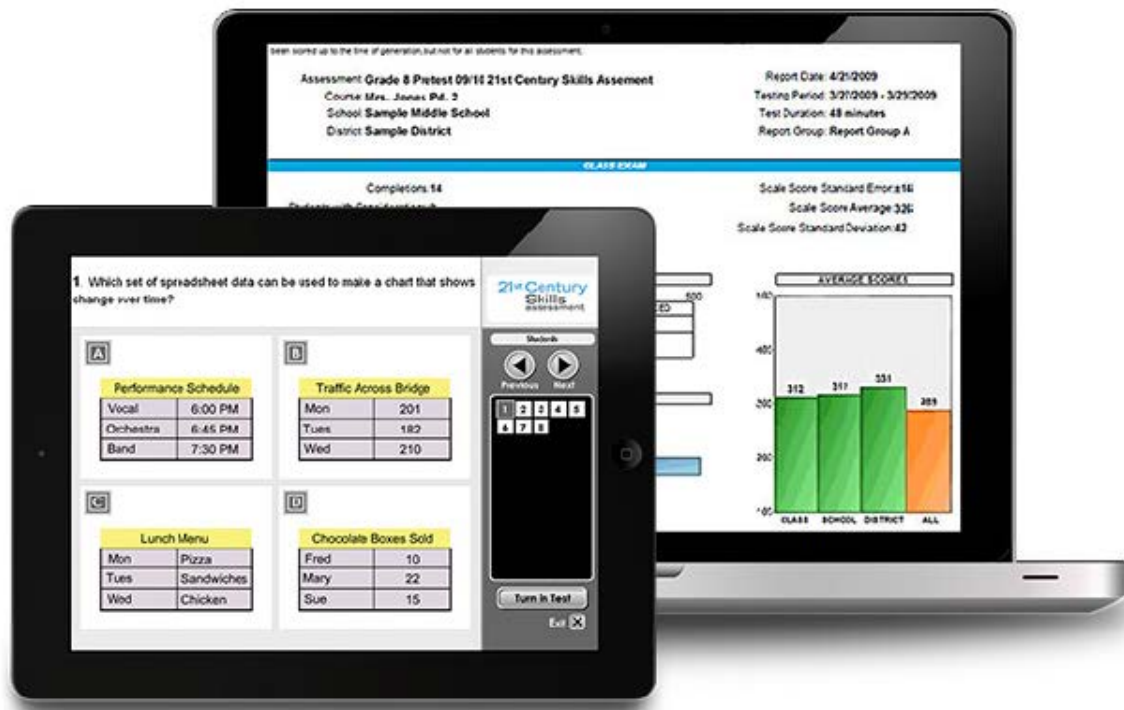 been scored up to the time of generation, but not for all students for this assessment.
Assessment: Grade 8 Pretest 09/10 21st Century Skills Assement
Course: Mrs. Jones Pd. 2
School: Sample Middle School
District: Sample District
Report Date: 4/21/2009
Testing Period: 3/27/2009 - 3/29/2009
Test Duration: 48 minutes
Report Group: Report Group A
CLASS EXAM
Completions: 14
Scale Score Standard Error: ±16
Scale Score Average: 326
Scale Score Standard Deviation: 42
500
AVERAGE SCORES
400
312 317 331
200
100
CLASS SCHOOL DISTRICT ALL
1. Which set of spreadsheet data can be used to make a chart that shows
change over time?
A
Performance Schedule
Vocal 6:00 PM
Orchestra 6:45 PM
Band 7:30 PM
B
Traffic Across Bridge
Mon 201
Tues 182
Wed 210
C
Lunch Menu
Mon Pizza
Tues Sandwiches
Wed Chicken
D
Chocolate Boxes Sold
Fred 10
Mary 22
Sue 15
21st Century
Skills
assessment
Students
Previous Next
1 2 3 4 5
6 7 8
Turn in Test
Exit X